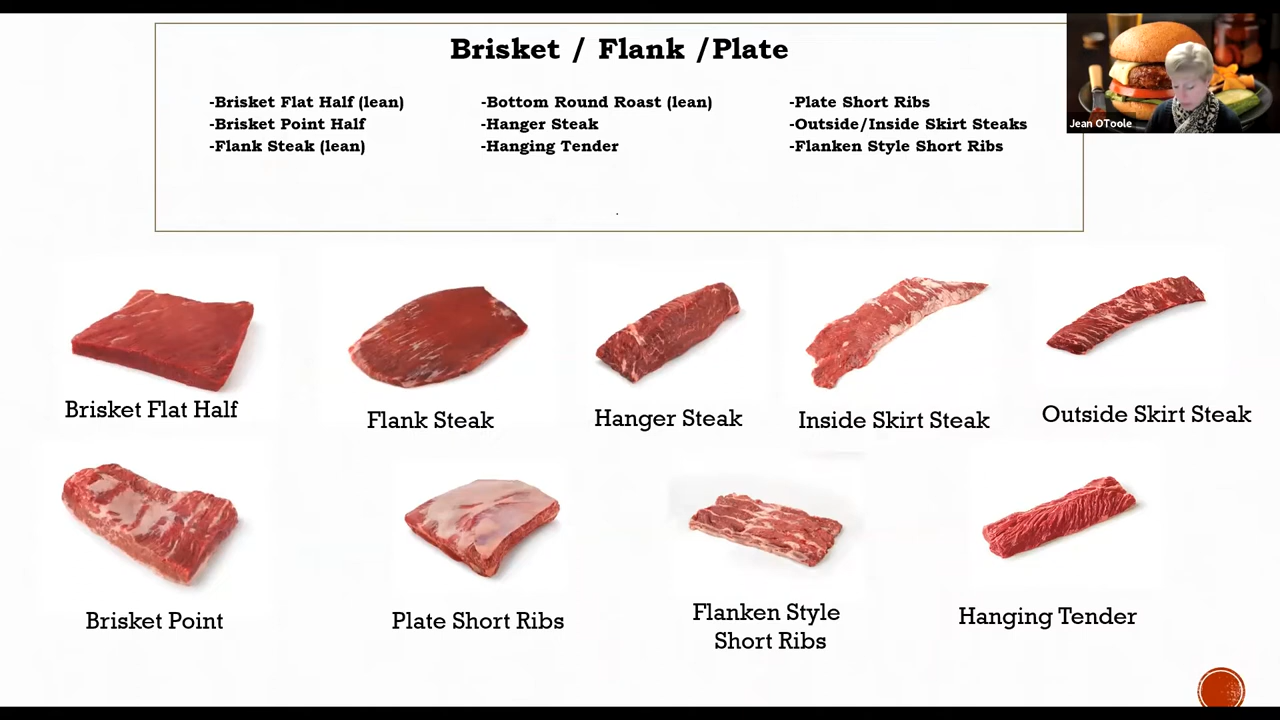 Brisket / Flank /Plate
-Brisket Flat Half (lean)
-Brisket Point Half
-Flank Steak (lean)
-Bottom Round Roast (lean)
-Hanger Steak
-Hanging Tender
-Plate Short Ribs
-Outside/Inside Skirt Steaks
-Flanken Style Short Ribs
.
Jean OToole
Brisket Flat Half
Flank Steak
Hanger Steak
Inside Skirt Steak
Outside Skirt Steak
Brisket Point
Plate Short Ribs
Flanken Style
Short Ribs
Hanging Tender